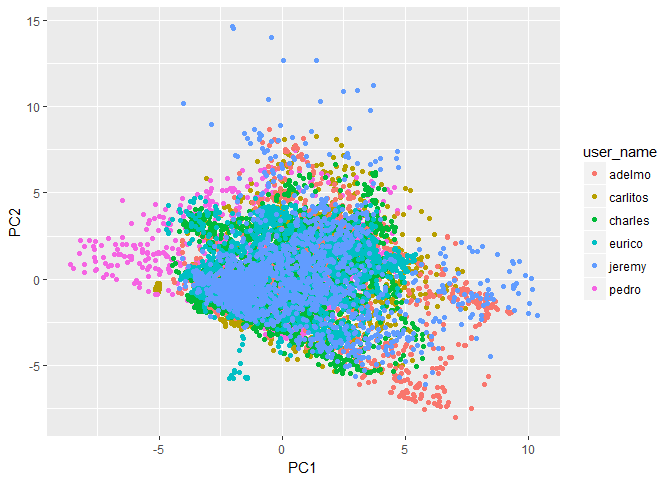 15
10
5
0
-5
PC2
-5
0
5
10
PC1
user_name
adelmo
carlitos
charles
eurico
jeremy
pedro